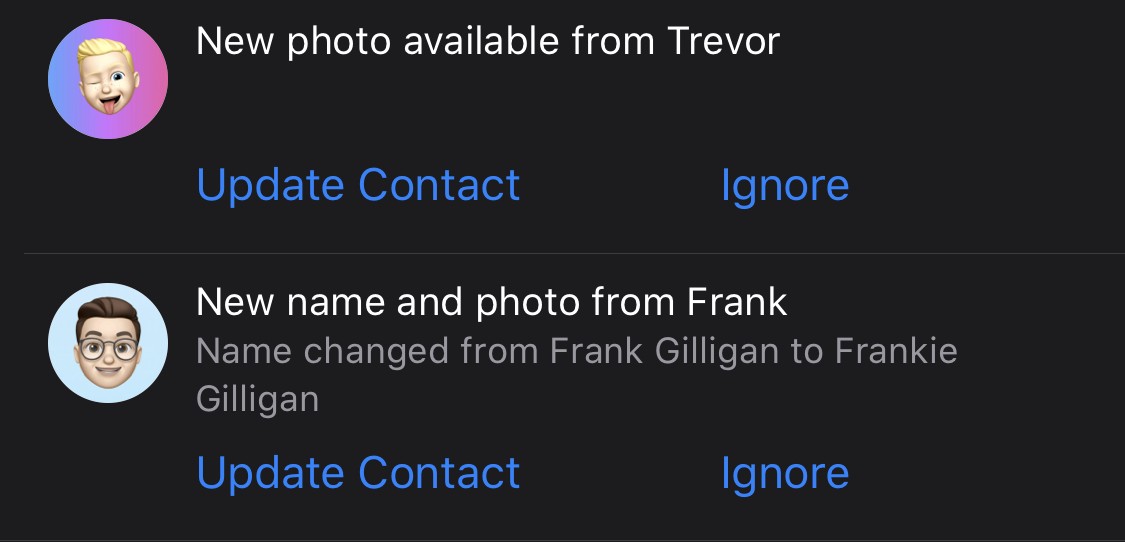 New photo available from Trevor
Update Contact Ignore
New name and photo from Frank
Name changed from Frank Gilligan to Frankie
Gilligan
Update Contact Ignore